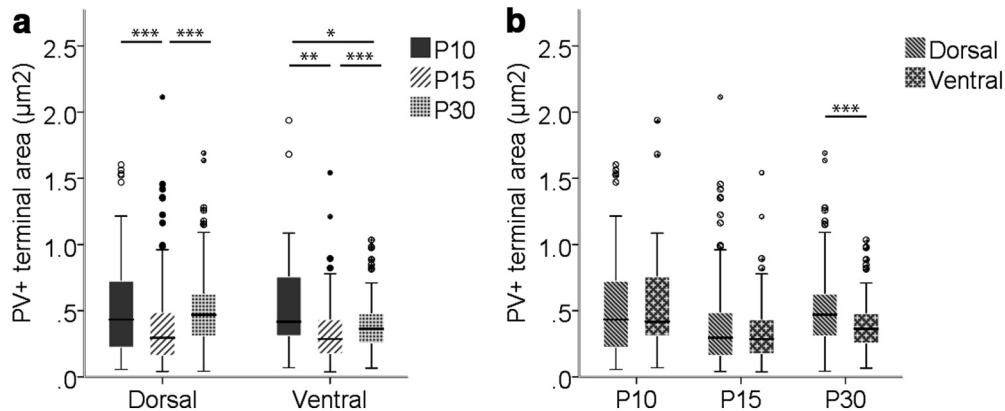 a
PV+ terminal area (µm2)
2.5
2.0
1.5
1.0
.5
.0
*** ***
*
** ***
P10
P15
P30
Dorsal Ventral
b
PV+ terminal area (µm2)
2.5
2.0
1.5
1.0
.5
.0
***
Dorsal
Ventral
P10 P15 P30